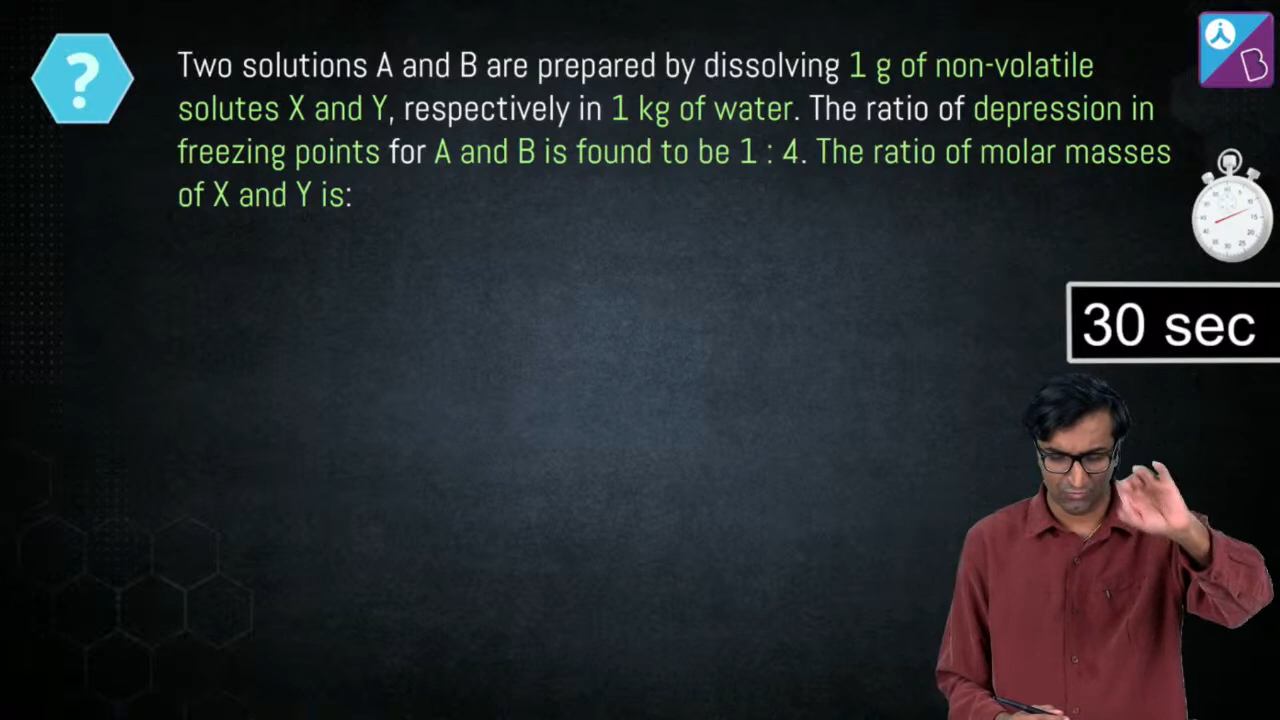 ?
Two solutions A and B are prepared by dissolving 1 g of non-volatile
solutes X and Y, respectively in 1 kg of water. The ratio of depression in
freezing points for A and B is found to be 1 : 4. The ratio of molar masses
of X and Y is:
B
30 sec